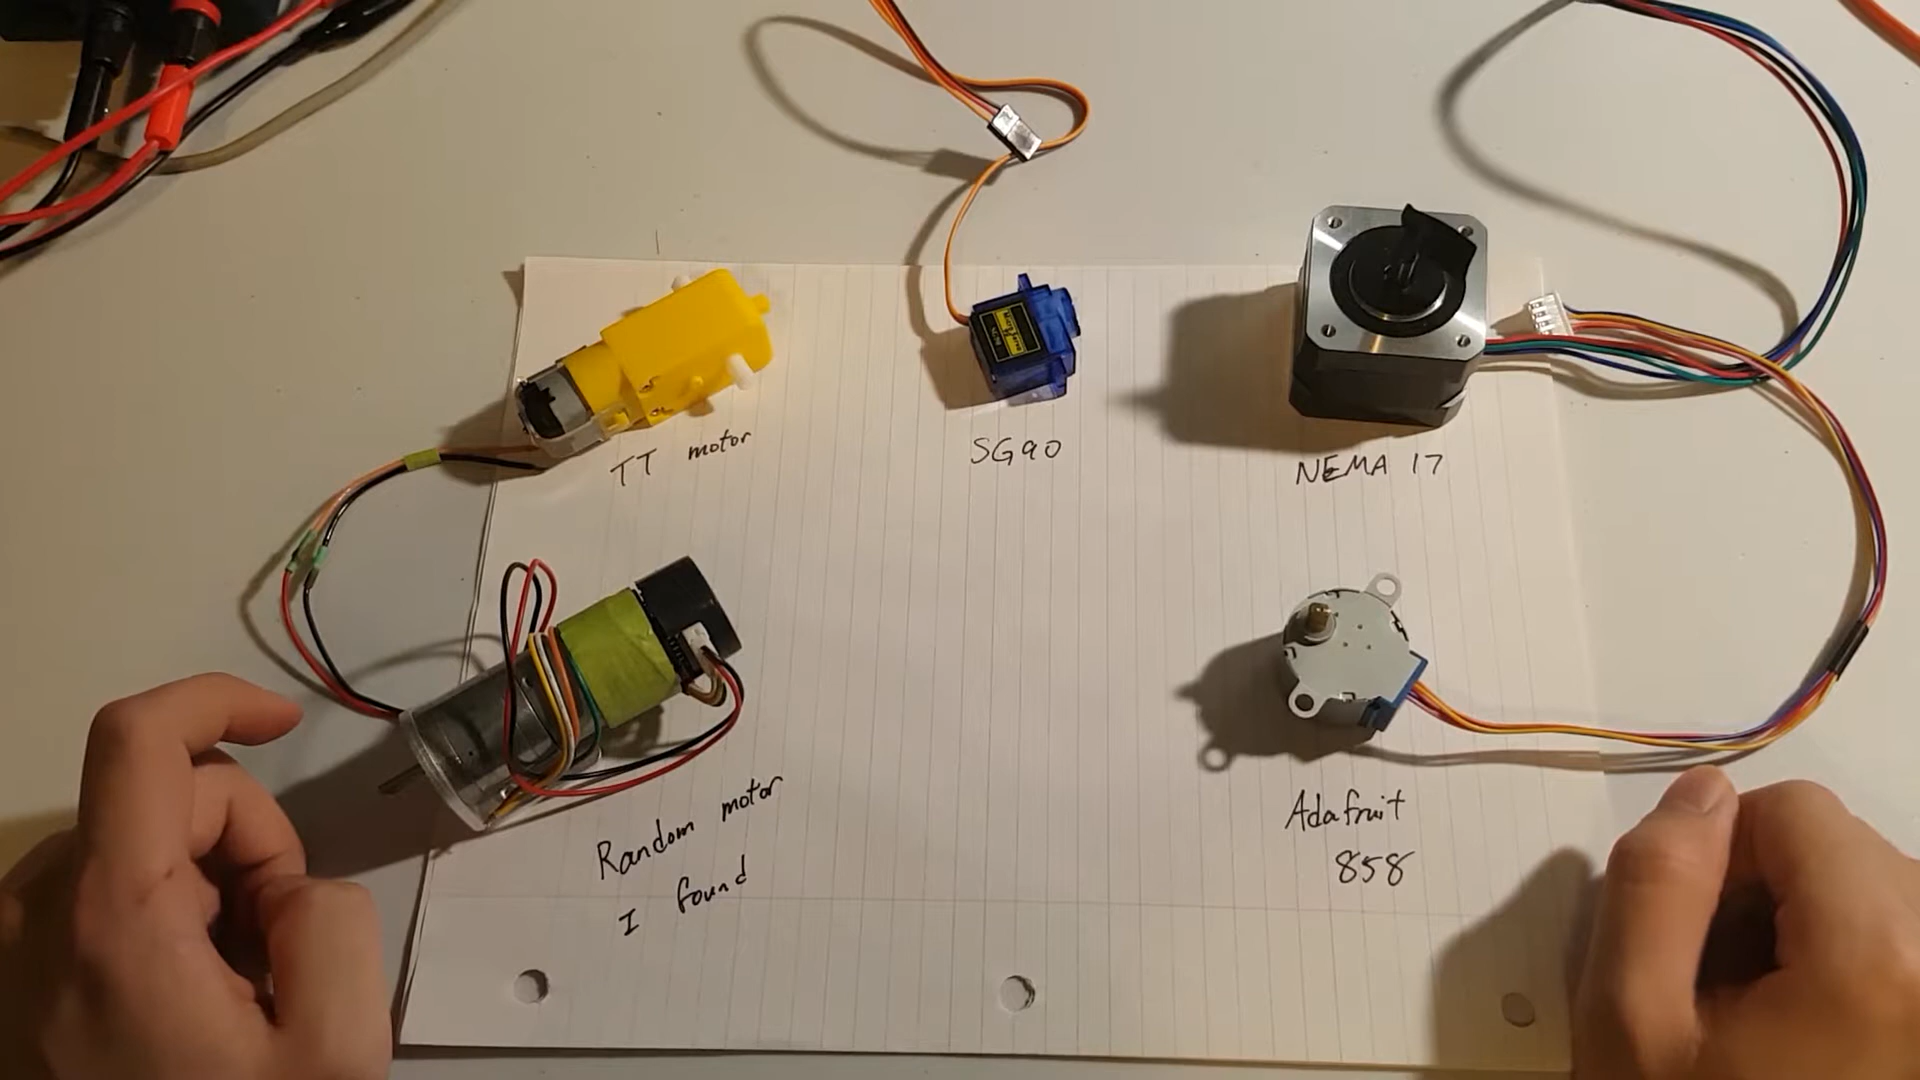 TT motor
SG90
NEMA 17
Random motor
I found
Adafruit
858